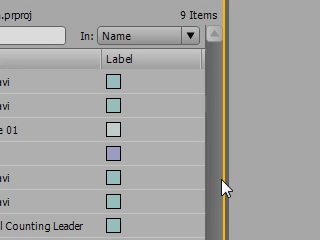 .prproj
9 Items
In: Name
Label
avi
avi
e 01
avi
avi
l Counting Leader